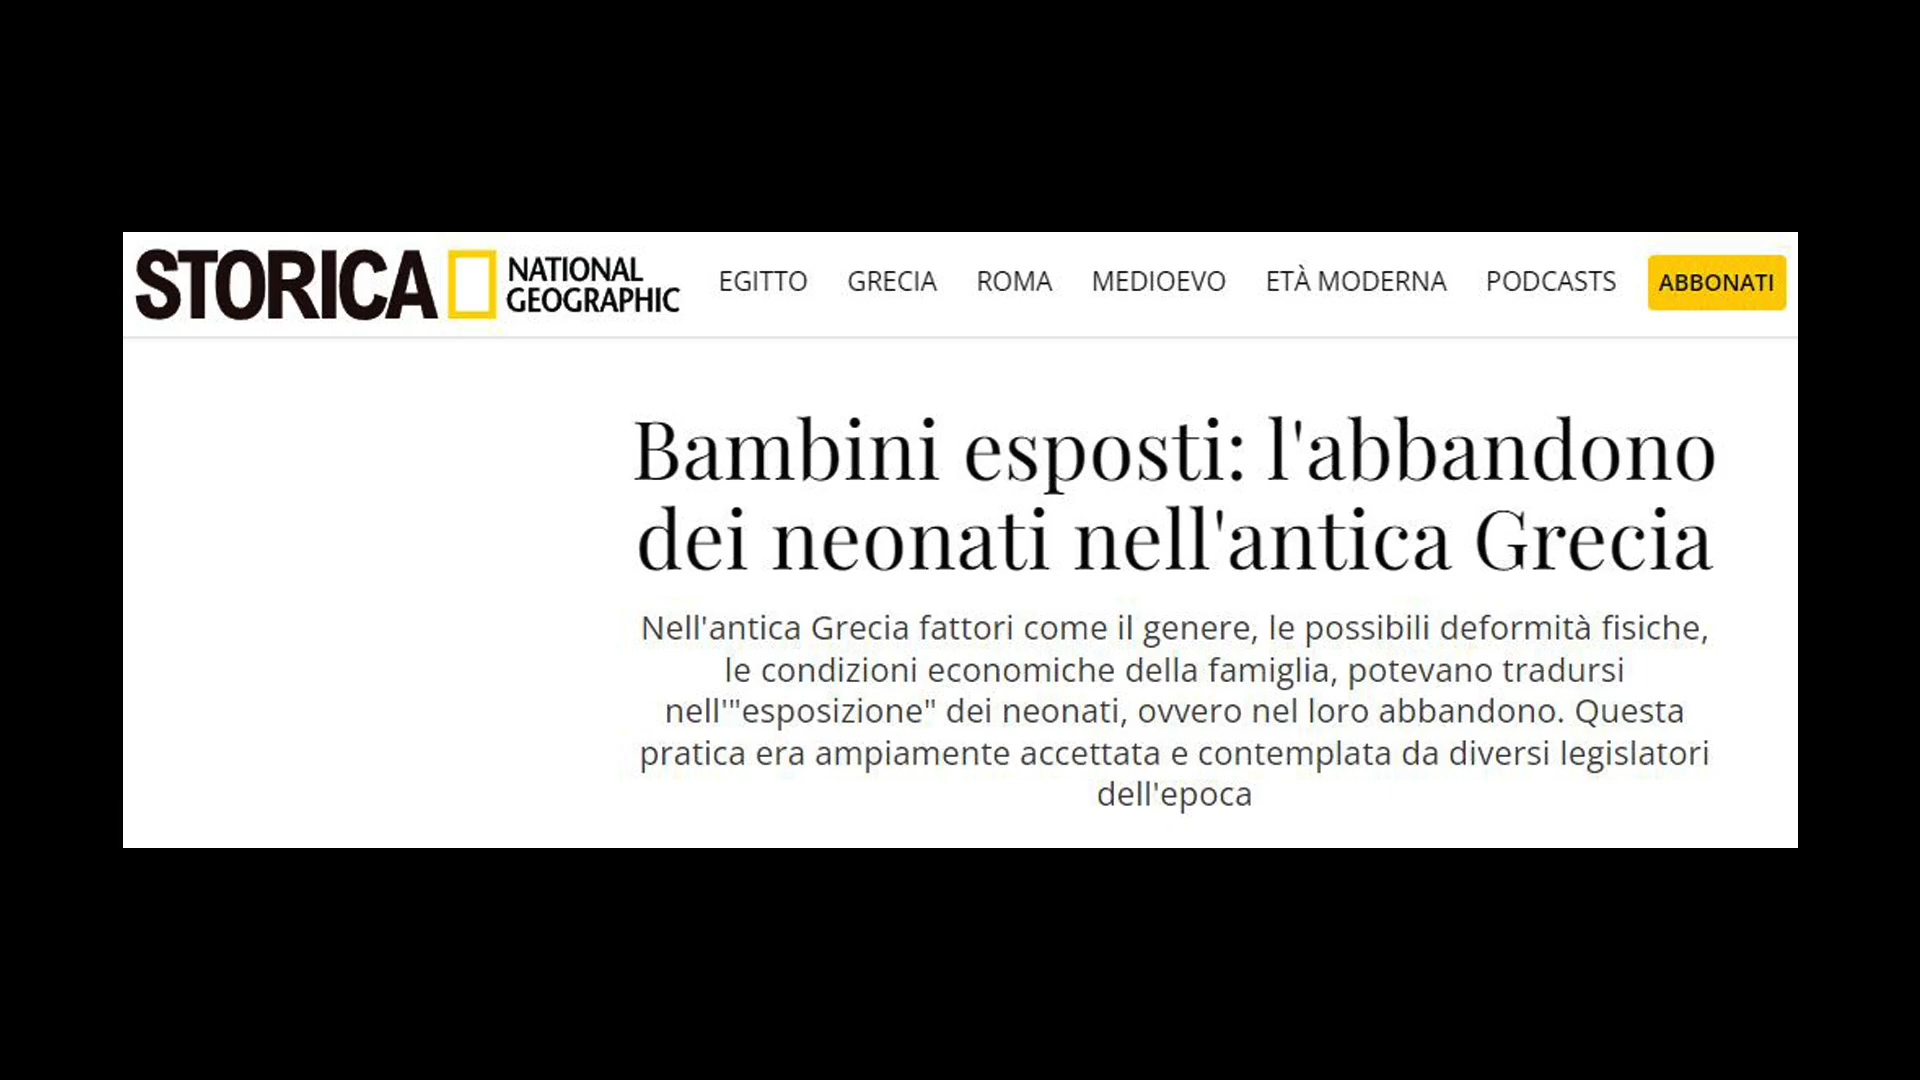 STORICA NATIONAL GEOGRAPHIC EGITTO GRECIA ROMA MEDIOEVO ETÀ MODERNA PODCASTS ABBONATI
Bambini esposti: l'abbandono
dei neonati nell'antica Grecia
Nell'antica Grecia fattori come il genere, le possibili deformità fisiche,
le condizioni economiche della famiglia, potevano tradursi
nell'"esposizione" dei neonati, ovvero nel loro abbandono. Questa
pratica era ampiamente accettata e contemplata da diversi legislatori
dell'epoca